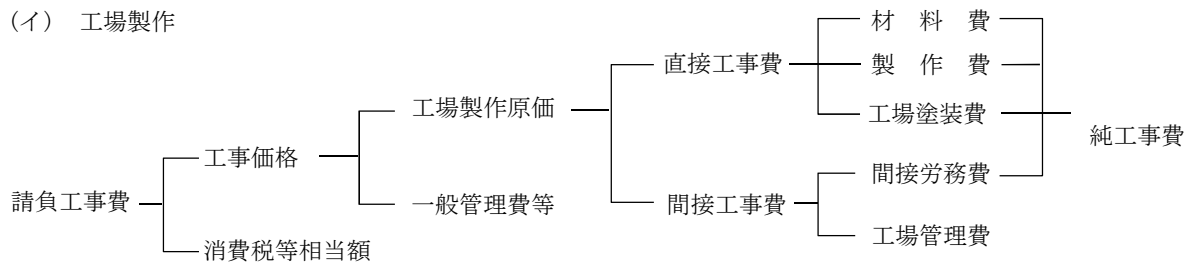 (イ) 工場製作
材 料 費
直接工事費
製 作 費
工場製作原価
工場塗装費
純工事費
工事価格
間接労務費
請負工事費
一般管理費等
間接工事費
工場管理費
消費税等相当額